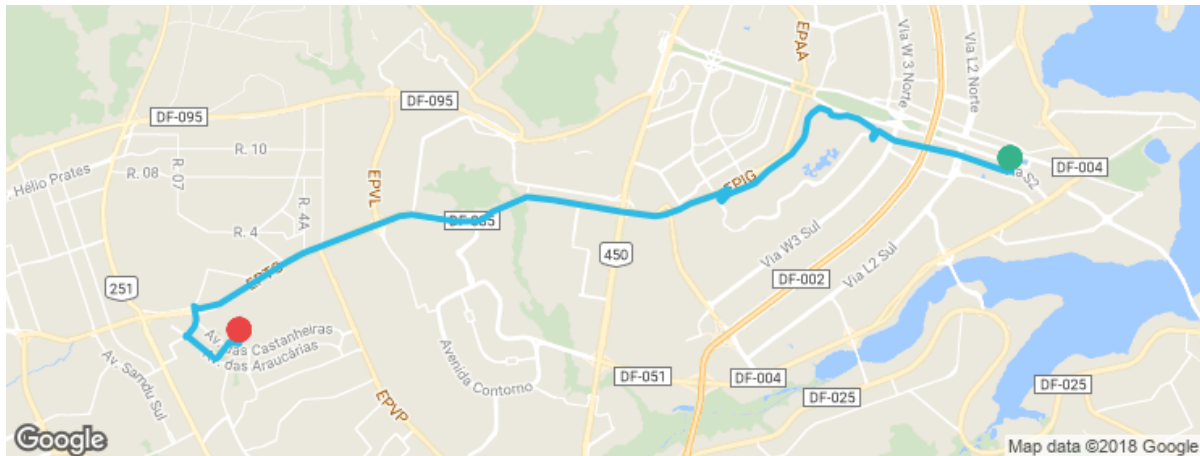 EPAA
Via W 3 Norte
Via L2 Norte
DF-095
DF-095
R. 10
R. 08
R. 07
Hélio Prates
R. 4A
EPVL
R. 4
DF-085
EPIG
Via S2
DF-004
450
Via W3 Sul
Via L2 Sul
DF-002
EPTG
251
Av. das Castanheiras
Av. das Araucárias
Av. Samdu Sul
Avenida Contorno
EPVP
DF-051
DF-004
DF-025
DF-025
Google
Map data ©2018 Google